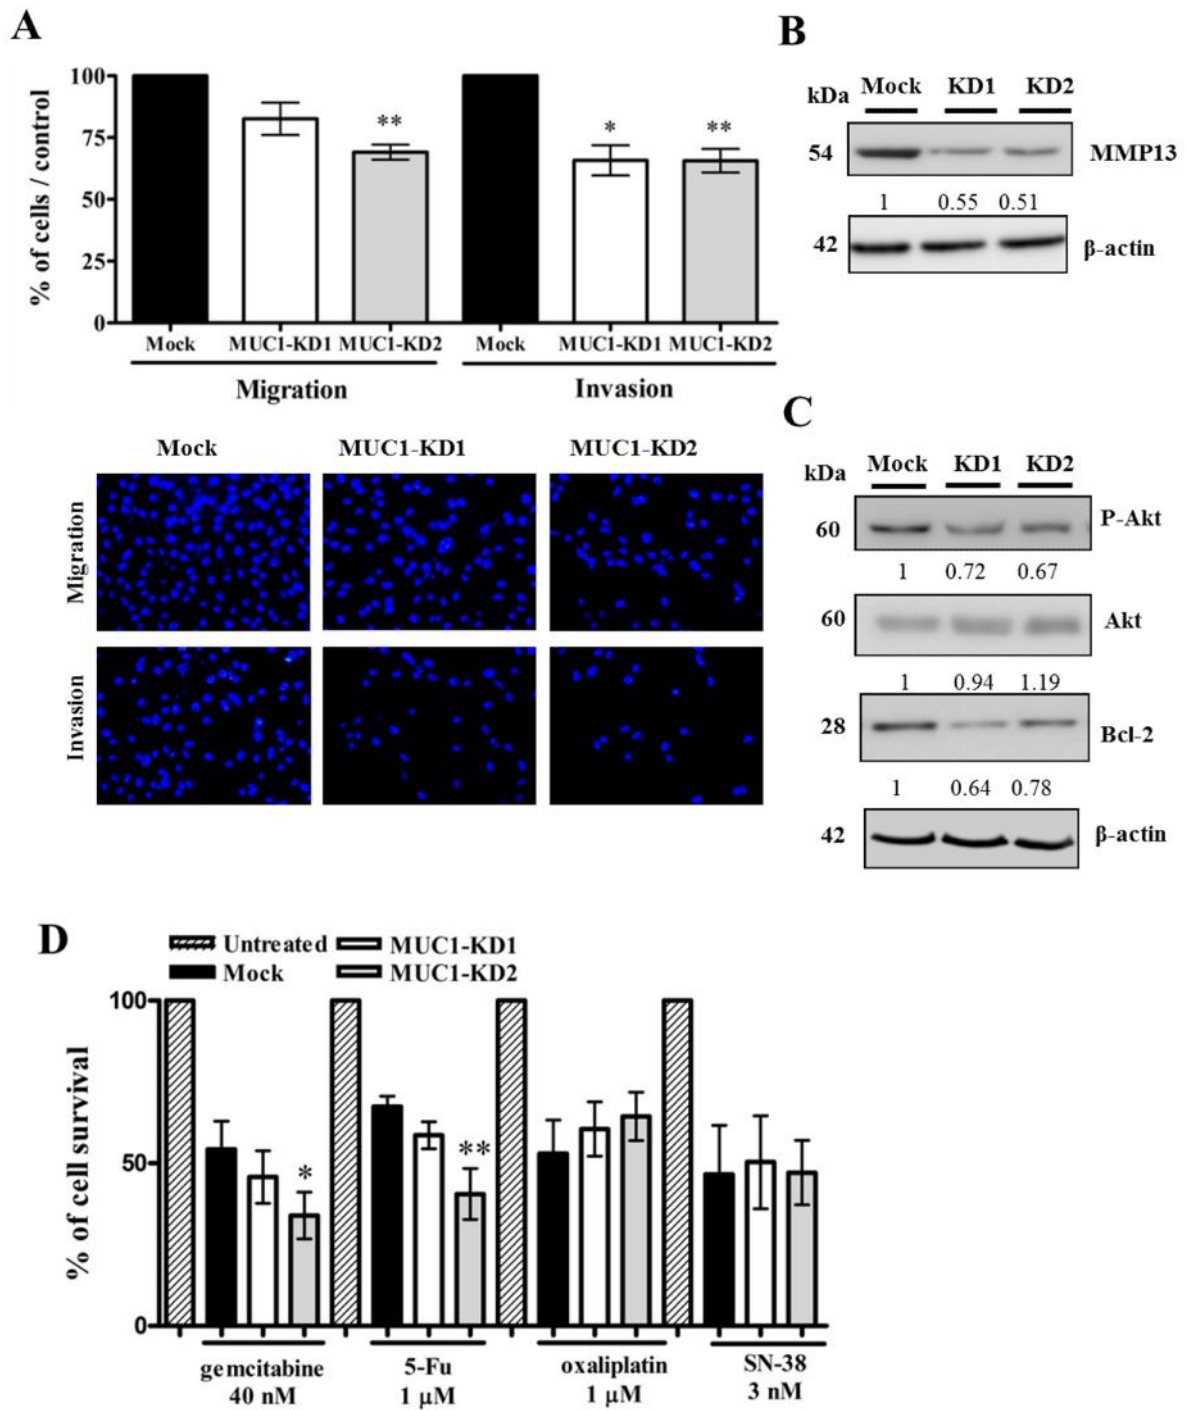 A
% of cells / control
100
75
50
25
0
**
*
**
Mock MUC1-KD1 MUC1-KD2 Mock MUC1-KD1 MUC1-KD2
Migration Invasion
Mock MUC1-KD1 MUC1-KD2
Migration
Invasion
B
kDa Mock KD1 KD2
54 MMP13
1 0.55 0.51
42 β-actin
C
kDa Mock KD1 KD2
60 P-Akt
1 0.72 0.67
60 Akt
1 0.94 1.19
28 Bcl-2
1 0.64 0.78
42 β-actin
D
Untreated MUC1-KD1
Mock MUC1-KD2
% of cell survival
100
50
0
*
**
gemcitabine 5-Fu oxaliplatin SN-38
40 nM 1 µM 1 µM 3 nM